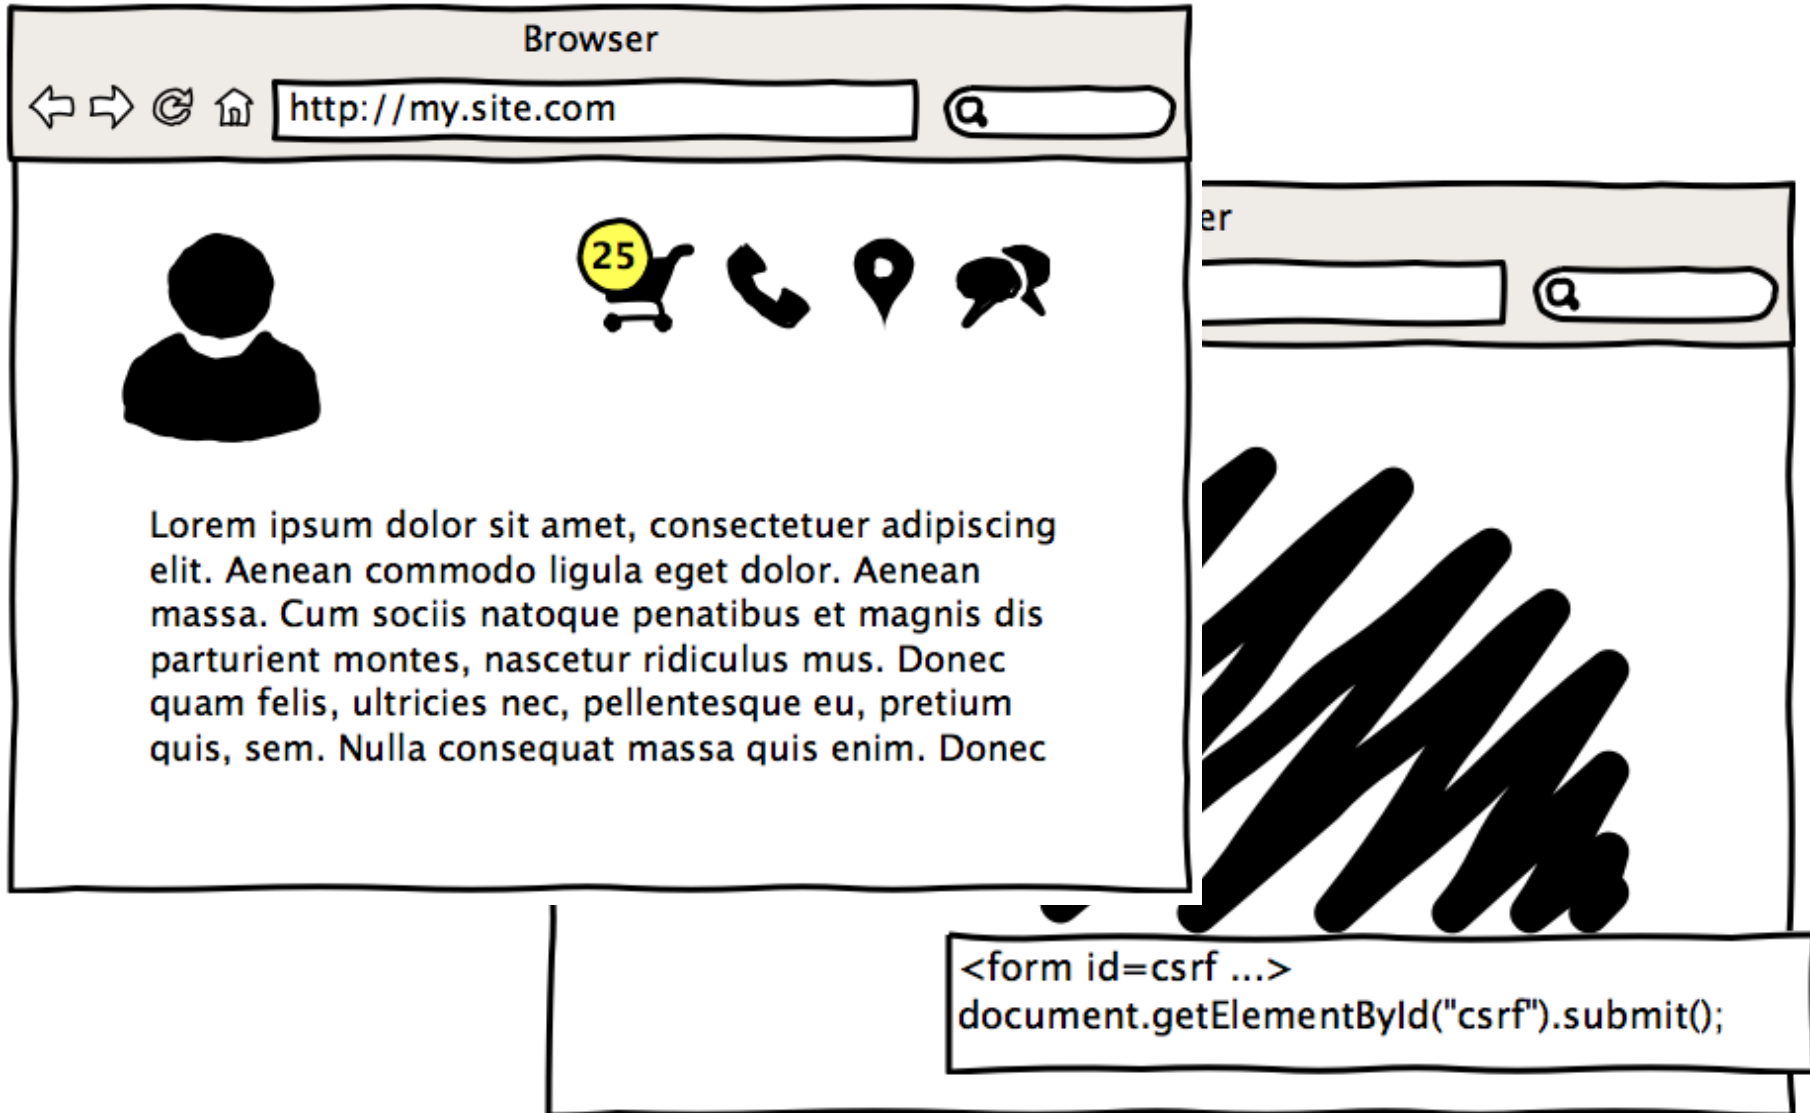 Browser
http://my.site.com
er
25
Lorem ipsum dolor sit amet, consectetuer adipiscing
elit. Aenean commodo ligula eget dolor. Aenean
massa. Cum sociis natoque penatibus et magnis dis
parturient montes, nascetur ridiculus mus. Donec
quam felis, ultricies nec, pellentesque eu, pretium
quis, sem. Nulla consequat massa quis enim. Donec
<form id=csrf ...>
document.getElementById("csrf").submit();